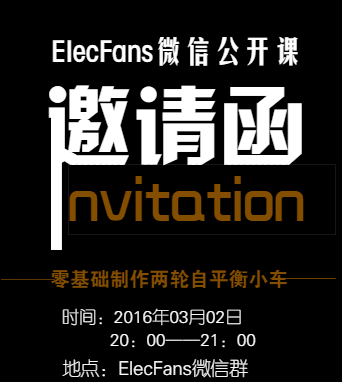 ElecFans微信公开课
邀请函
Invitation
零基础制作两轮自平衡小车
时间：2016年03月02日
20：00——21：00
地点：ElecFans微信群